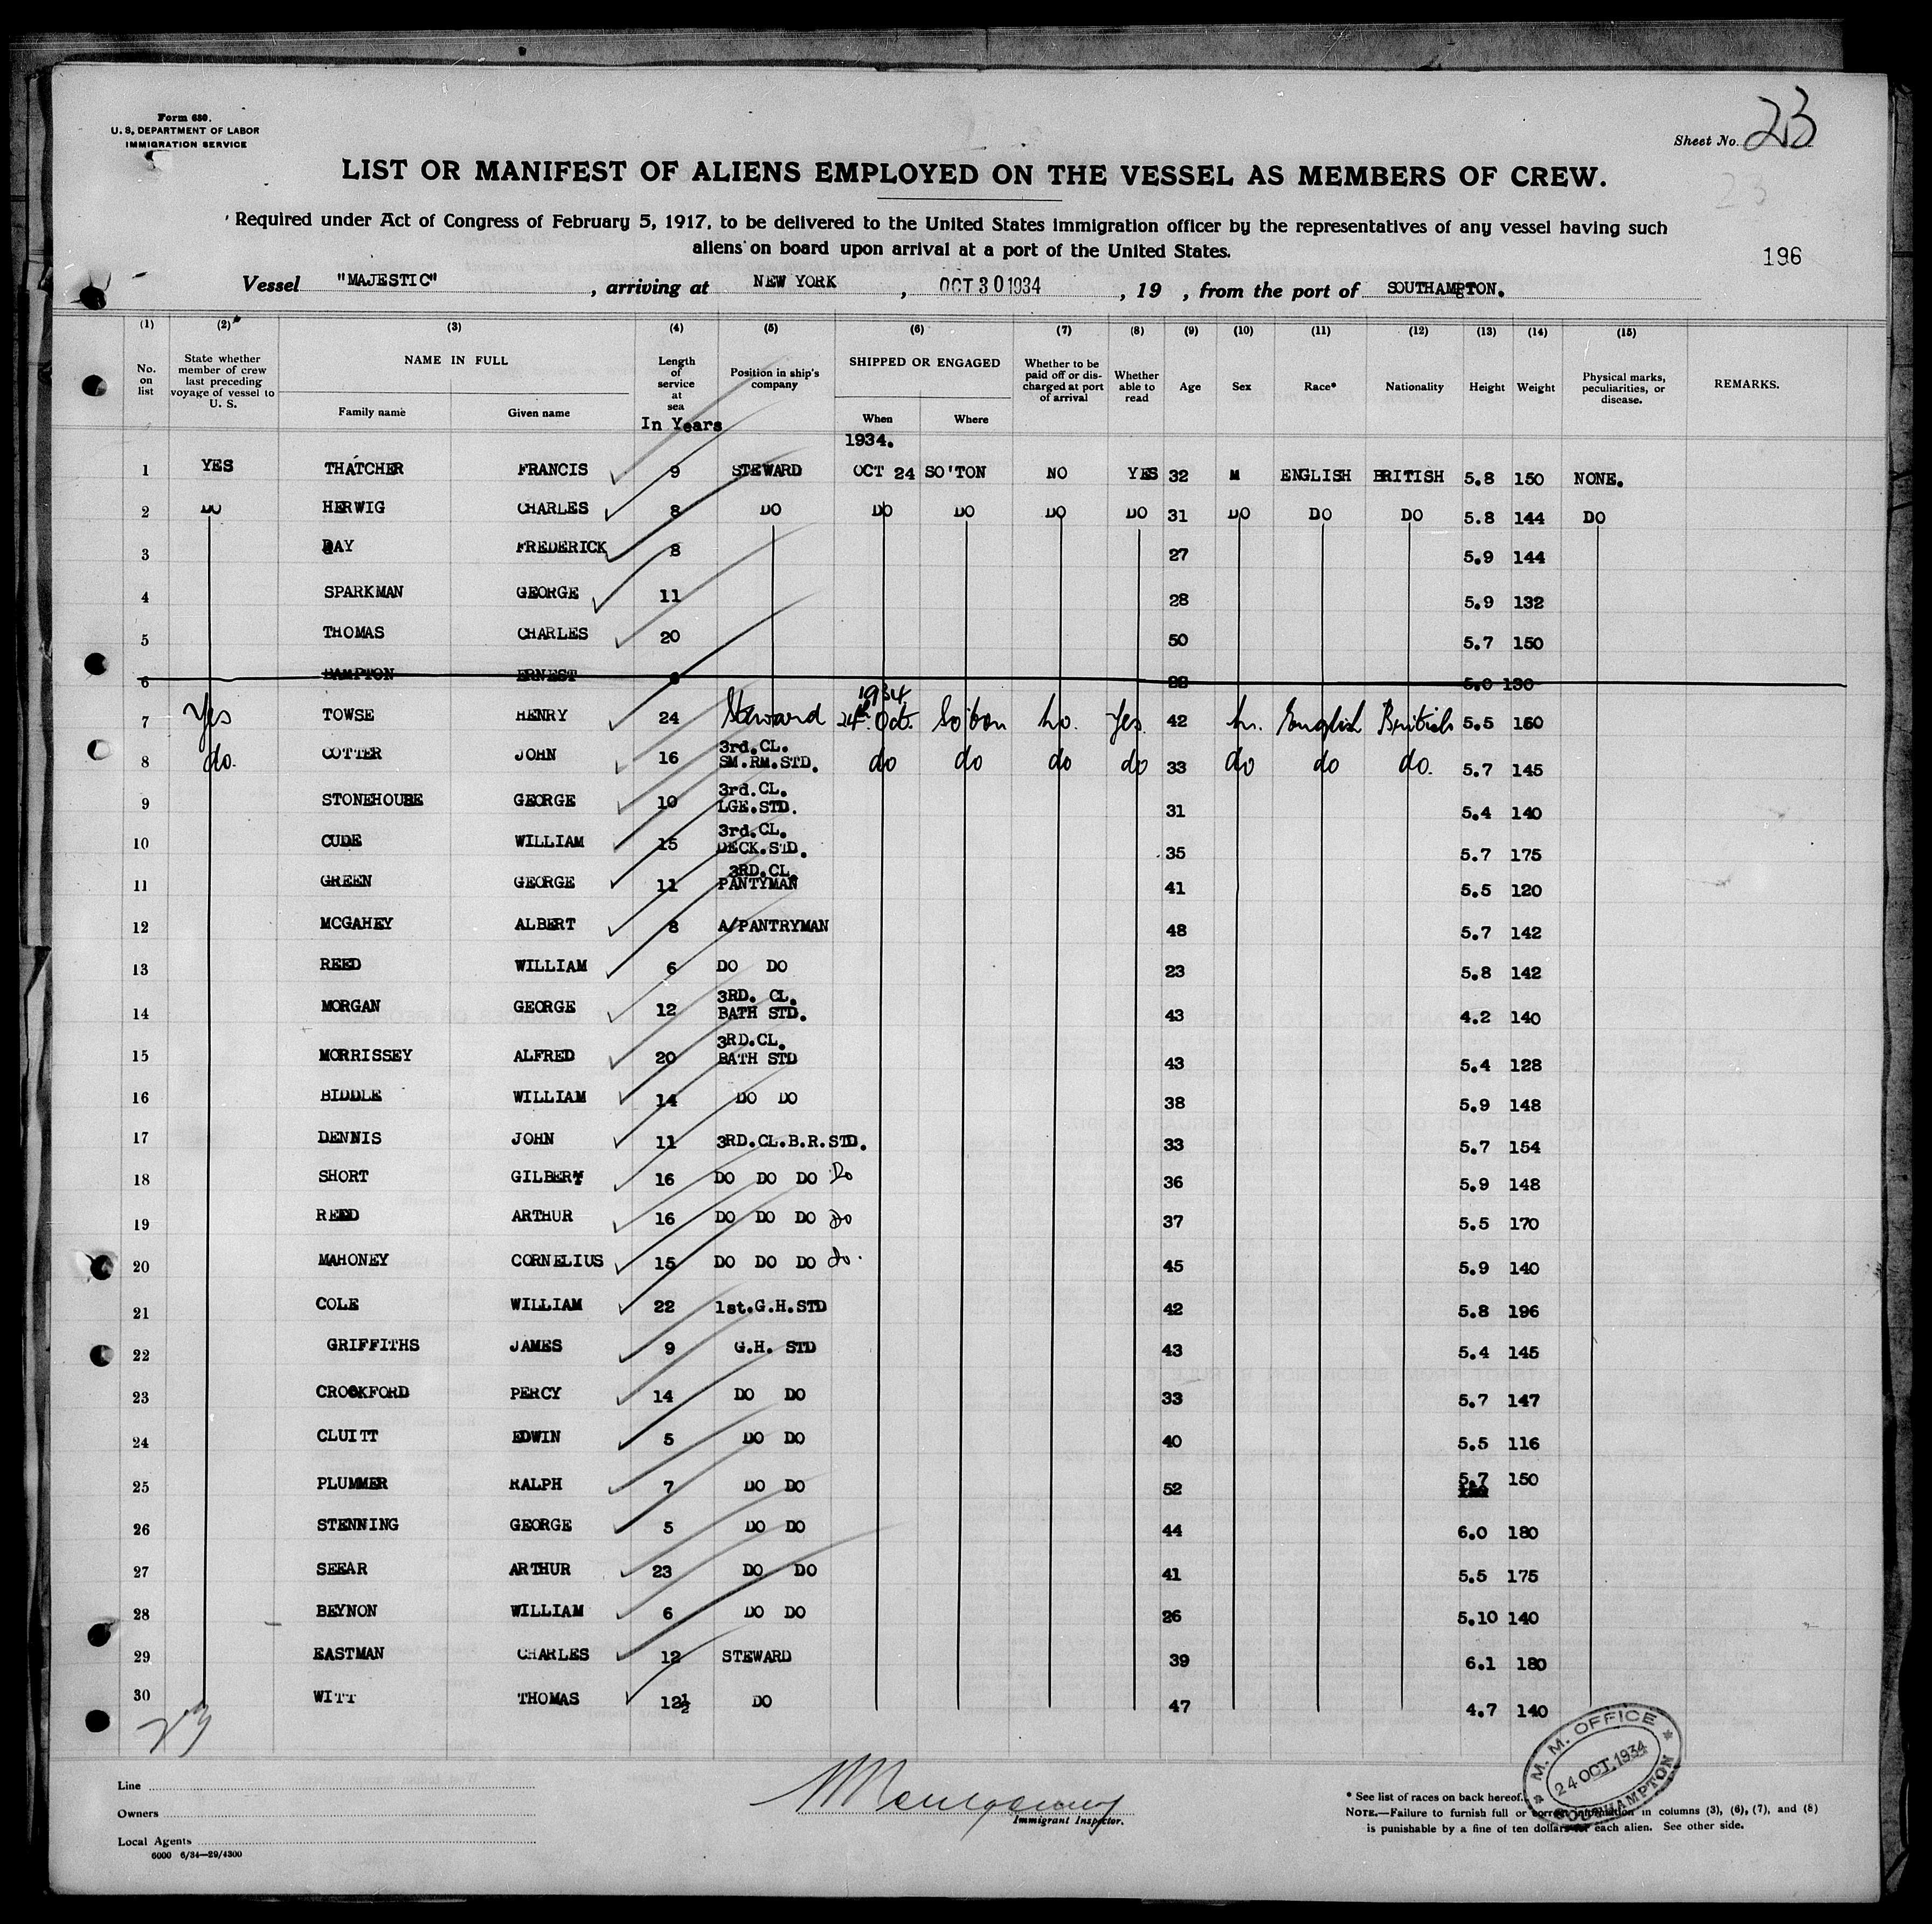 Form 680.
U. S. DEPARTMENT OF LABOR
IMMIGRATION SERVICE
Sheet No. 23
LIST OR MANIFEST OF ALIENS EMPLOYED ON THE VESSEL AS MEMBERS OF CREW.
23
Required under Act of Congress of February 5, 1917, to be delivered to the United States immigration officer by the representatives of any vessel having such
aliens on board upon arrival at a port of the United States.
196
Vessel "MAJESTIC", arriving at NEW YORK, OCT 30 1934, 19 , from the port of SOUTHAMPTON.
(1) (2) (3) (4) (5) (6) (7) (8) (9) (10) (11) (12) (13) (14) (15)
No. on list State whether member of crew last preceding voyage of vessel to U. S. NAME IN FULL Family name Given name Length of service at sea In Years Position in ship's company SHIPPED OR ENGAGED When Where Whether to be paid off or discharged at port of arrival Whether able to read Age Sex Race* Nationality Height Weight Physical marks, peculiarities, or disease. REMARKS.
1934.
1 YES THATCHER FRANCIS 9 STEWARD OCT 24 SO'TON NO YES 32 M ENGLISH BRITISH 5.8 150 NONE.
2 DO HERWIG CHARLES 8 DO DO DO DO DO 31 DO DO DO 5.8 144 DO
3 DAY FREDERICK 8 27 5.9 144
4 SPARKMAN GEORGE 11 28 5.9 132
5 THOMAS CHARLES 20 50 5.7 150
6 BAMPTON ERNEST 130
1934
7 Yes TOWSE HENRY 24 Steward 24th Oct. So'ton No. Yes 42 M. English British 5.5 160
8 do. COTTER JOHN 16 3rd.CL. SM.RM.STD. do do do do 33 do do do. 5.7 145
9 STONEHOUSE GEORGE 10 3rd.CL. LGE.STD. 31 5.4 140
10 CUDE WILLIAM 15 3rd.CL. DECK.STD. 35 5.7 175
11 GREEN GEORGE 11 3RD.CL. PANTYMAN 41 5.5 120
12 MCGAHEY ALBERT 8 A/PANTRYMAN 48 5.7 142
13 REED WILLIAM 6 DO DO 23 5.8 142
14 MORGAN GEORGE 12 3RD. CL. BATH STD. 43 4.2 140
15 MORRISSEY ALFRED 20 3RD.CL. BATH STD 43 5.4 128
16 BIDDLE WILLIAM 14 DO DO 38 5.9 148
17 DENNIS JOHN 11 3RD.CL.B.R.STD. 33 5.7 154
18 SHORT GILBERT 16 DO DO DO Do 36 5.9 148
19 REED ARTHUR 16 DO DO DO Do 37 5.5 170
20 MAHONEY CORNELIUS 15 DO DO DO do. 45 5.9 140
21 COLE WILLIAM 22 1st.G.H.STD 42 5.8 196
22 GRIFFITHS JAMES 9 G.H. STD 43 5.4 145
23 CROOKFORD PERCY 14 DO DO 33 5.7 147
24 CLUITT EDWIN 5 DO DO 40 5.5 116
25 PLUMMER RALPH 7 DO DO 52 5.7 150
26 STENNING GEORGE 5 DO DO 44 6.0 180
27 SEEAR ARTHUR 23 DO DO 41 5.5 175
28 BEYNON WILLIAM 6 DO DO 26 5.10 140
29 EASTMAN CHARLES 12 STEWARD 39 6.1 180
30 WITT THOMAS 12½ DO 47 4.7 140
23
M. M. OFFICE
24 OCT. 1934
SOUTHAMPTON
Line
Owners
Local Agents
6000 6/34—29/4300
Immigrant Inspector.
* See list of races on back hereof.
NOTE.—Failure to furnish full or correct information in columns (3), (6), (7), and (8)
is punishable by a fine of ten dollars for each alien. See other side.